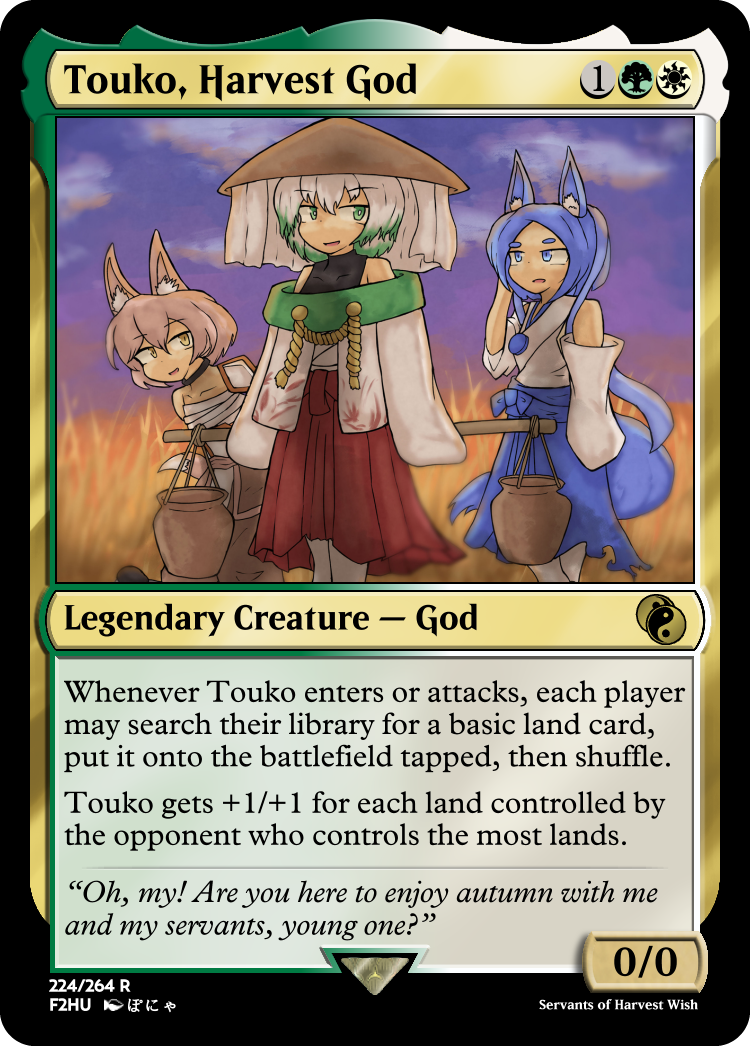 Touko, Harvest God
1
Legendary Creature — God
Whenever Touko enters or attacks, each player
may search their library for a basic land card,
put it onto the battlefield tapped, then shuffle.
Touko gets +1/+1 for each land controlled by
the opponent who controls the most lands.
“Oh, my! Are you here to enjoy autumn with me
and my servants, young one?”
0/0
224/264 R
F2HU ぽにゃ
Servants of Harvest Wish